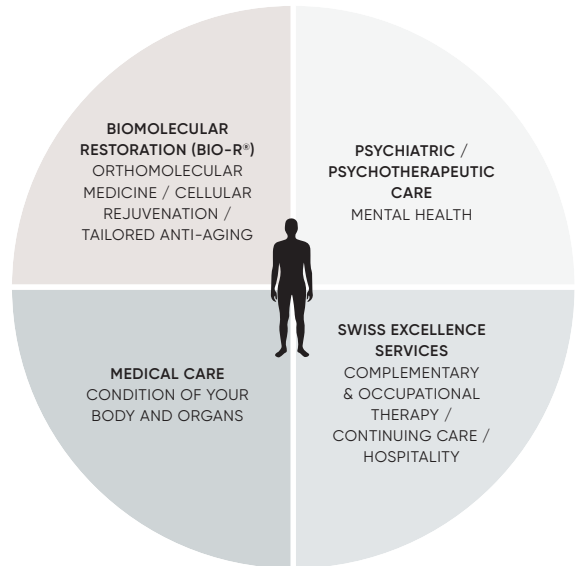 BIOMOLECULAR
RESTORATION (BIO-R®)
ORTHOMOLECULAR
MEDICINE / CELLULAR
REJUVENATION /
TAILORED ANTI-AGING
PSYCHIATRIC /
PSYCHOTHERAPEUTIC
CARE
MENTAL HEALTH
MEDICAL CARE
CONDITION OF YOUR
BODY AND ORGANS
SWISS EXCELLENCE
SERVICES
COMPLEMENTARY
& OCCUPATIONAL
THERAPY /
CONTINUING CARE /
HOSPITALITY